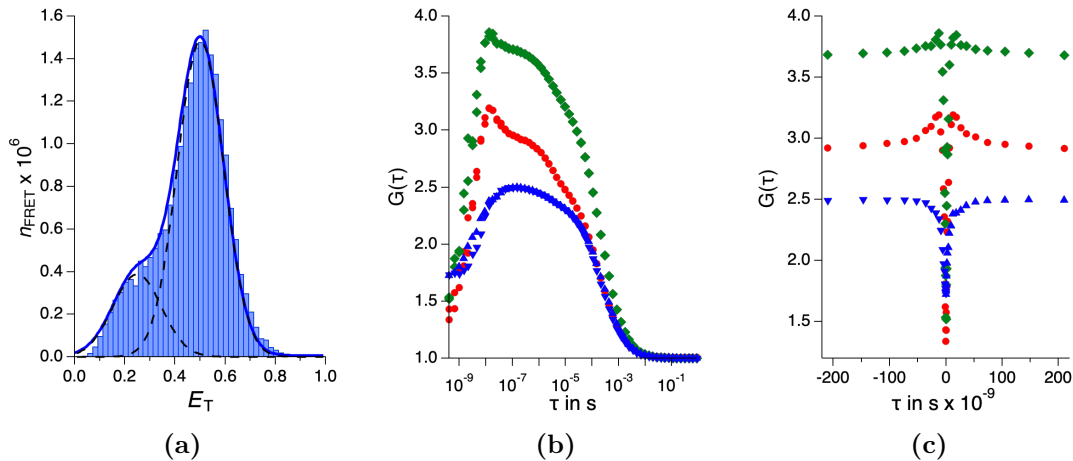 1.6
1.4
1.2
1.0
0.8
0.6
0.4
0.2
0.0
n_FRET x 10^6
0.0 0.2 0.4 0.6 0.8 1.0
E_T
(a)
4.0
3.5
3.0
2.5
2.0
1.5
1.0
G(τ)
10^-9 10^-7 10^-5 10^-3 10^-1
τ in s
(b)
4.0
3.5
3.0
2.5
2.0
1.5
G(τ)
-200 -100 0 100 200
τ in s x 10^-9
(c)